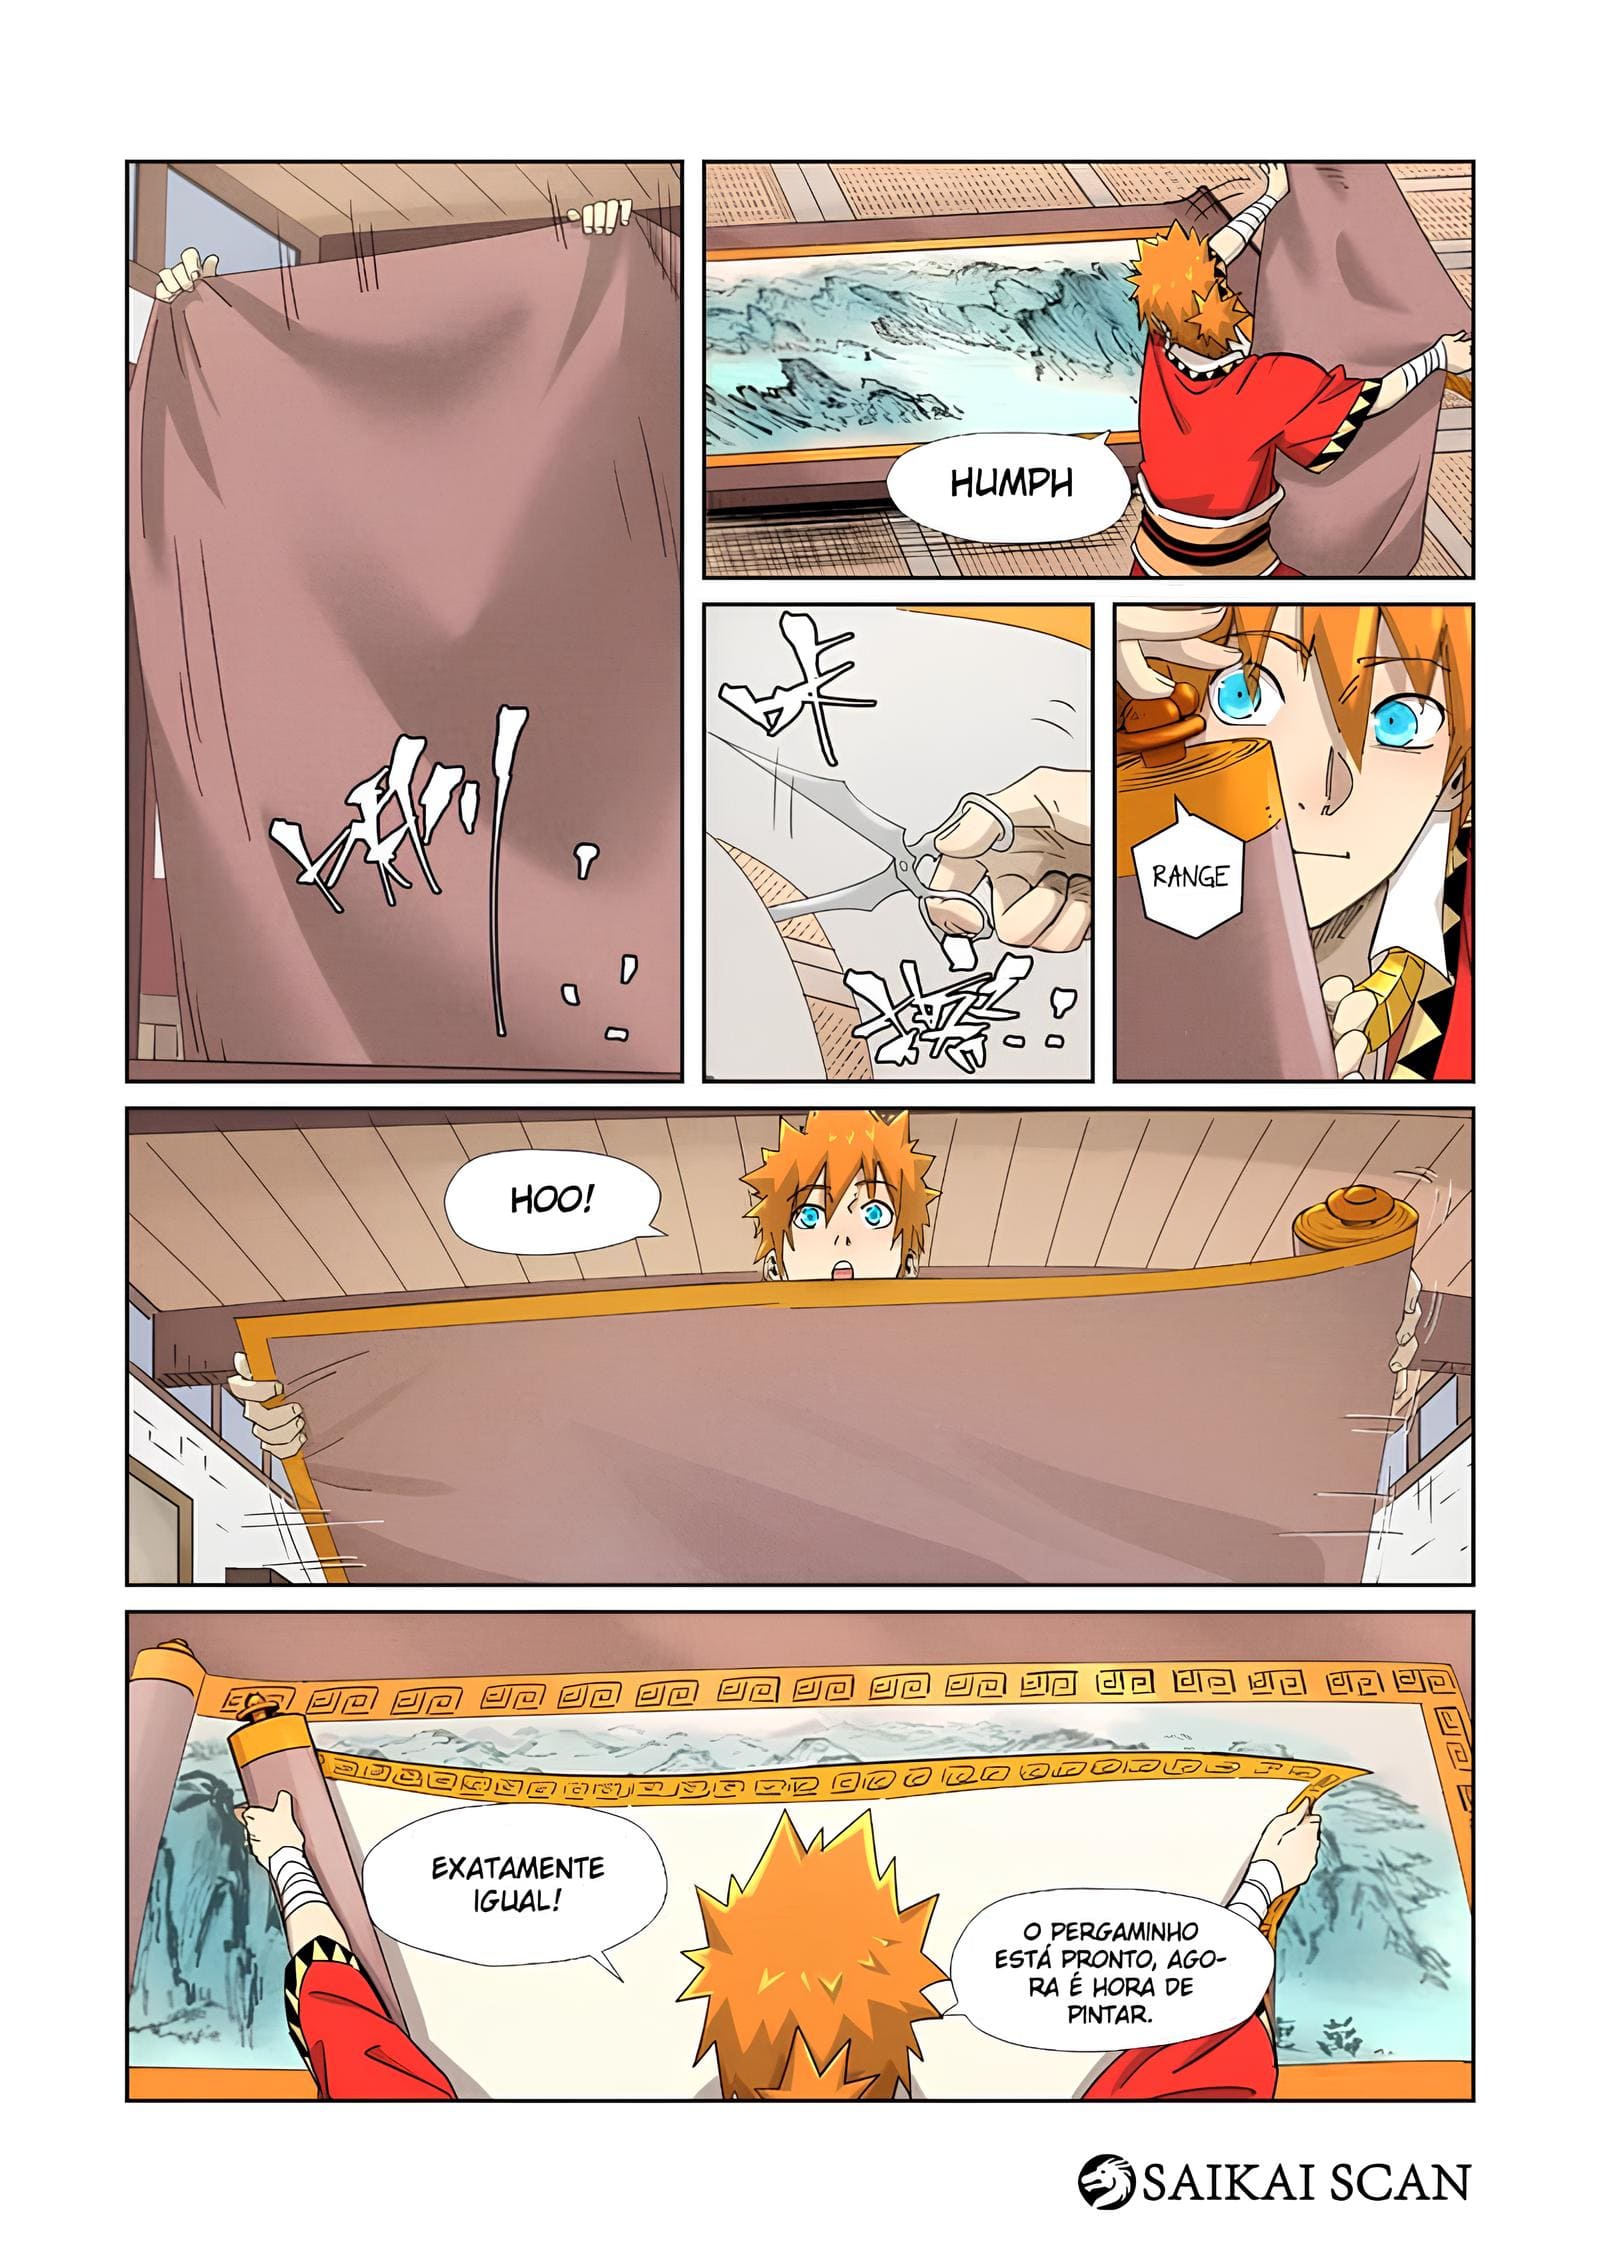 HUMPH
RANGE
HOO!
EXATAMENTE
IGUAL!
O PERGAMINHO
ESTÁ PRONTO, AGO-
RA É HORA DE
PINTAR.
SAIKAI SCAN